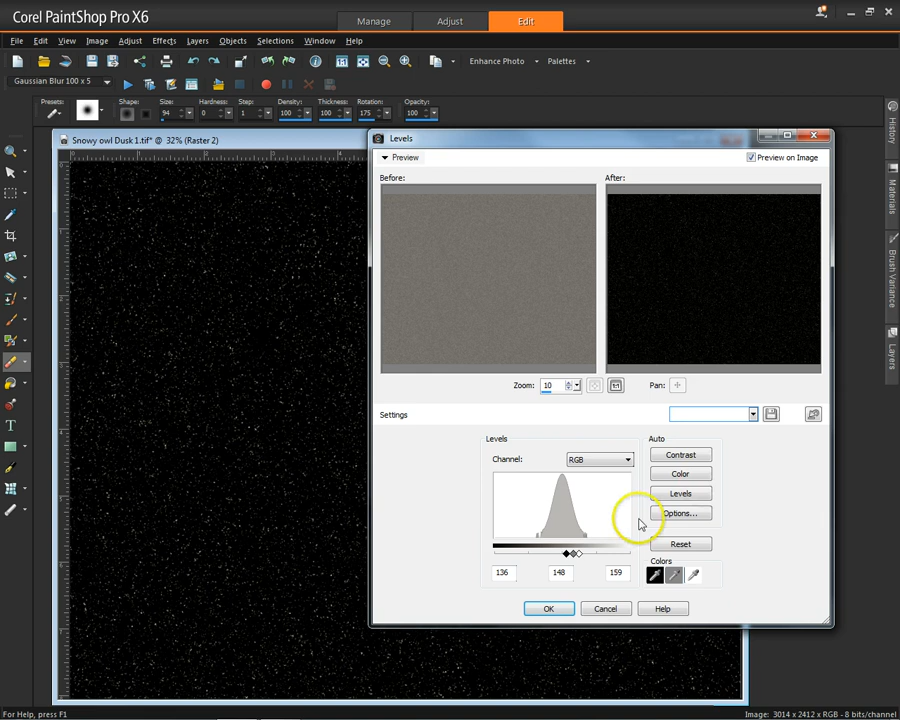 Corel PaintShop Pro X6
Manage
Adjust
Edit
File Edit View Image Adjust Effects Layers Objects Selections Window Help
Enhance Photo
Palettes
Gaussian Blur 100 x 5
Presets: Shape: Size: Hardness: Step: Density: Thickness: Rotation: Opacity:
94 0 1 100 100 175 100
Snowy owl Dusk 1.tif* @ 32% (Raster 2)
Levels
Preview
Preview on Image
Before:
After:
Zoom: 10
Pan:
Settings
Levels
Auto
Channel: RGB
Contrast
Color
Levels
Options...
Reset
Colors
136 148 159
OK
Cancel
Help
History
Materials
Brush Variance
Layers
For Help, press F1
Image: 3014 x 2412 x RGB - 8 bits/channel